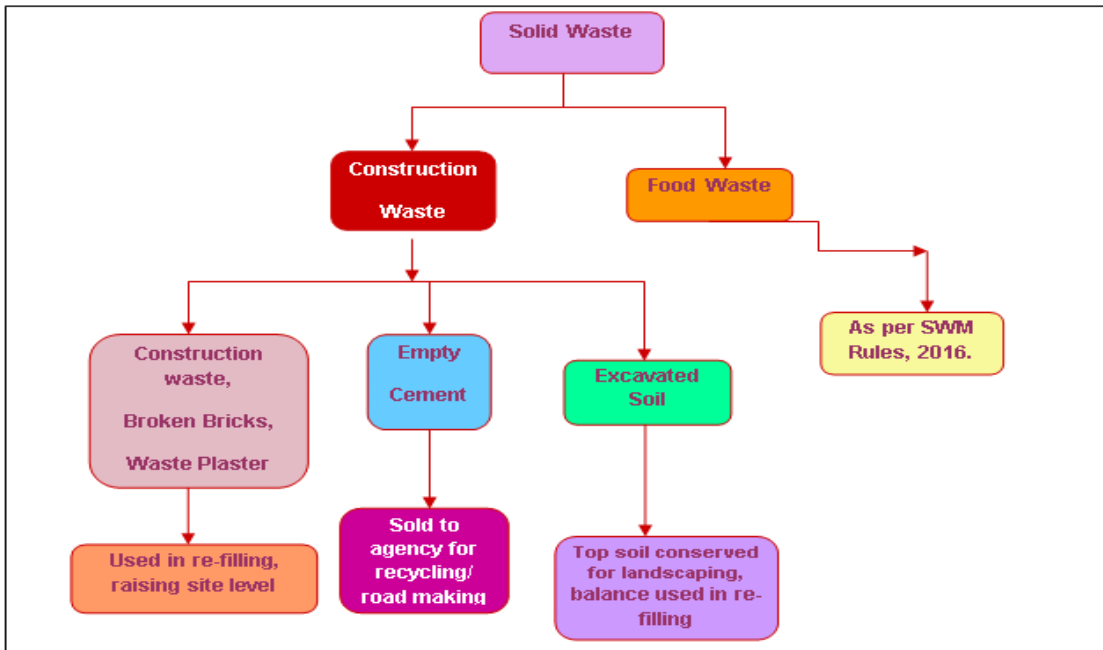 Solid Waste
Construction
Waste
Food Waste
As per SWM
Rules, 2016.
Construction
waste,
Broken Bricks,
Waste Plaster
Empty
Cement
Excavated
Soil
Used in re-filling,
raising site level
Sold to
agency for
recycling/
road making
Top soil conserved
for landscaping,
balance used in re-
filling